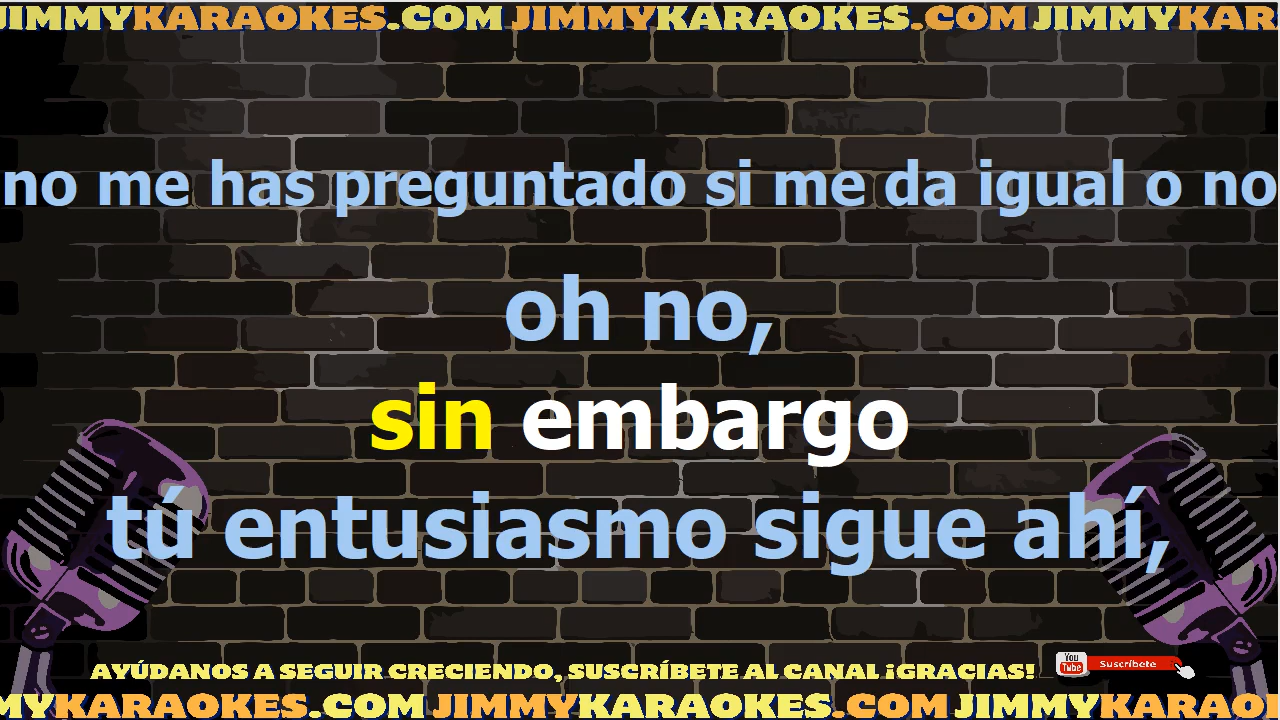 JIMMYKARAOKES.COM JIMMYKARAOKES.COM JIMMYKAR
no me has preguntado si me da igual o no
oh no,
sin embargo
tú entusiasmo sigue ahí,
AYÚDANOS A SEGUIR CRECIENDO, SUSCRÍBETE AL CANAL ¡GRACIAS!
You Tube Suscríbete
MYKARAOKES.COM JIMMYKARAOKES.COM JIMMYKARAO